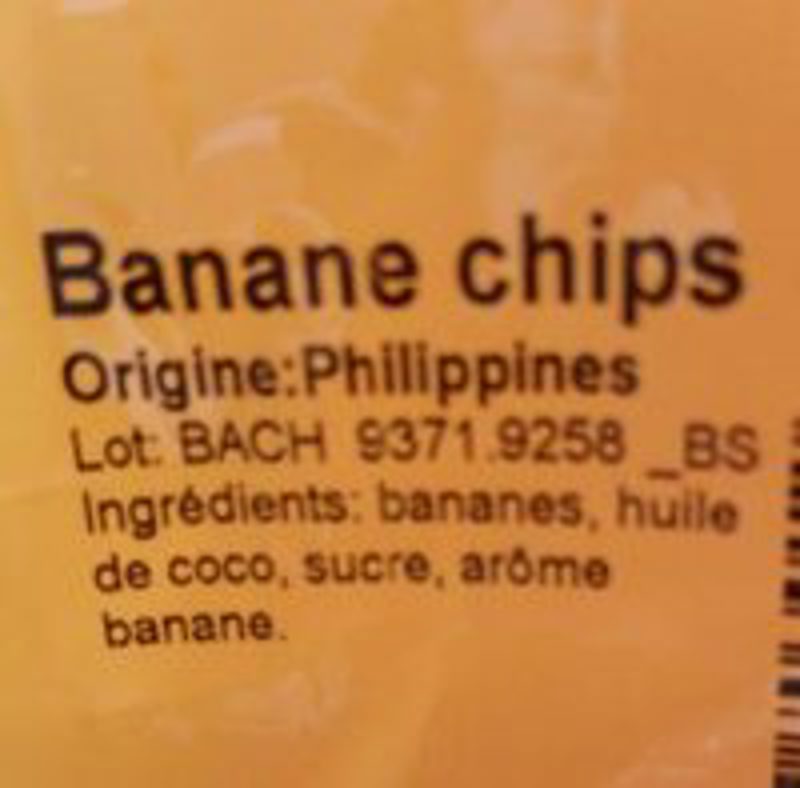 Banane chips
Origine:Philippines
Lot: BACH 9371.9258 _BS
Ingrédients: bananes, huile
de coco, sucre, arôme
banane.